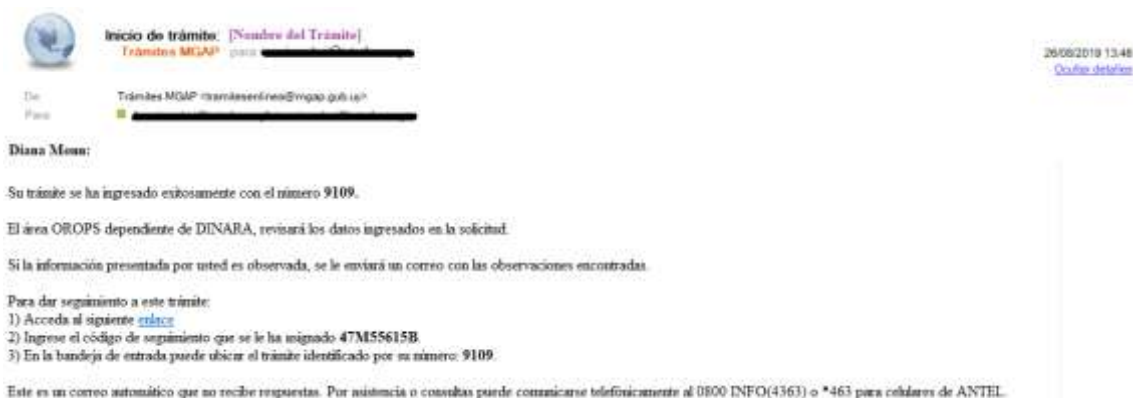 Inicio de trámite: [Nombre del Trámite]
Trámites MGAP para
26/08/2019 13:48
Ocultar detalles
De Trámites MGAP <tramitesenlinea@mgap.gub.uy>
Para
Diana Moun:
Su trámite se ha ingresado exitosamente con el número 9109.
El área OROPS dependiente de DINARA, revisará los datos ingresados en la solicitud.
Si la información presentada por usted es observada, se le enviará un correo con las observaciones encontradas.
Para dar seguimiento a este trámite:
1) Acceda al siguiente enlace
2) Ingrese el código de seguimiento que se le ha asignado 47M55615B.
3) En la bandeja de entrada puede ubicar el trámite identificado por su número: 9109.
Este es un correo automático que no recibe respuestas. Por asistencia o consultas puede comunicarse telefónicamente al 0800 INFO(4363) o *463 para celulares de ANTEL.